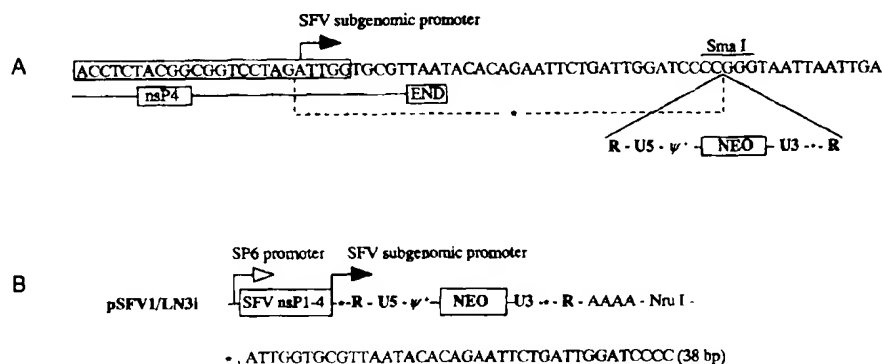 SFV subgenomic promoter
Sma I
A
ACCTCTACGGCGGTCCTAGATTGGTGCGTTAATACACAGAATTCTGATTGGATCCCCGGGTAATTAATTGA
nsP4
END
*
R - U5 - ψ+ NEO U3 -*- R
SP6 promoter
SFV subgenomic promoter
B
pSFV1/LN3i
SFV nsP1-4
*- R - U5 - ψ+ NEO U3 -*- R - AAAA - Nru I -
* , ATTGGTGCGTTAATACACAGAATTCTGATTGGATCCCC (38 bp)